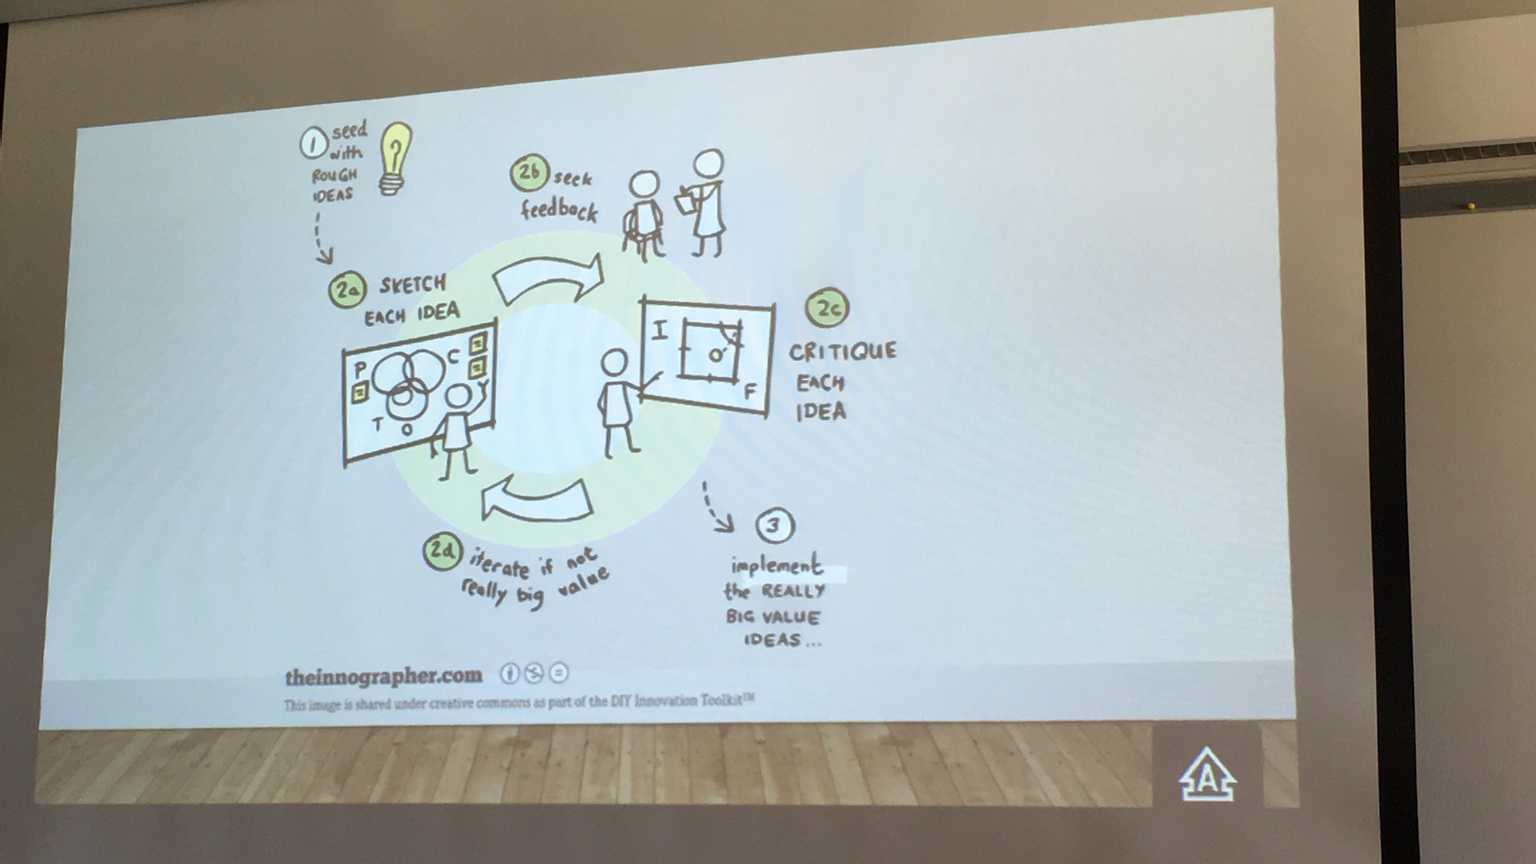 1 seed
with
ROUGH
IDEAS
?
2b seek
feedback
2a SKETCH
EACH IDEA
P
C
T
O
I
O
F
2c
CRITIQUE
EACH
IDEA
2d iterate if not
really big value
3
implement
the REALLY
BIG VALUE
IDEAS...
theinnographer.com
This image is shared under creative commons as part of the DIY Innovation Toolkit™
A